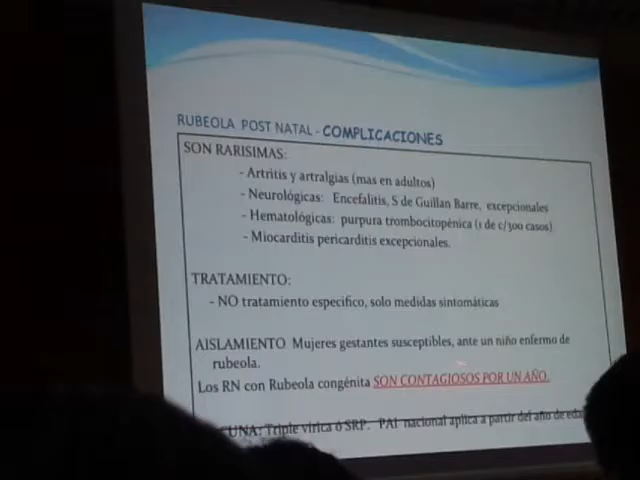 RUBEOLA POST NATAL - COMPLICACIONES
SON RARISIMAS:
- Artritis y artralgias (mas en adultos)
- Neurológicas: Encefalitis, S de Guillan Barre, excepcionales
- Hematológicas: purpura trombocitopénica (1 de c/300 casos)
- Miocarditis pericarditis excepcionales.
TRATAMIENTO:
- NO tratamiento especifico, solo medidas sintomáticas
AISLAMIENTO Mujeres gestantes susceptibles, ante un niño enfermo de
rubeola.
Los RN con Rubeola congénita SON CONTAGIOSOS POR UN AÑO.
CUNA: Triple vírica ó SRP. PAI nacional aplica a partir del año de eda